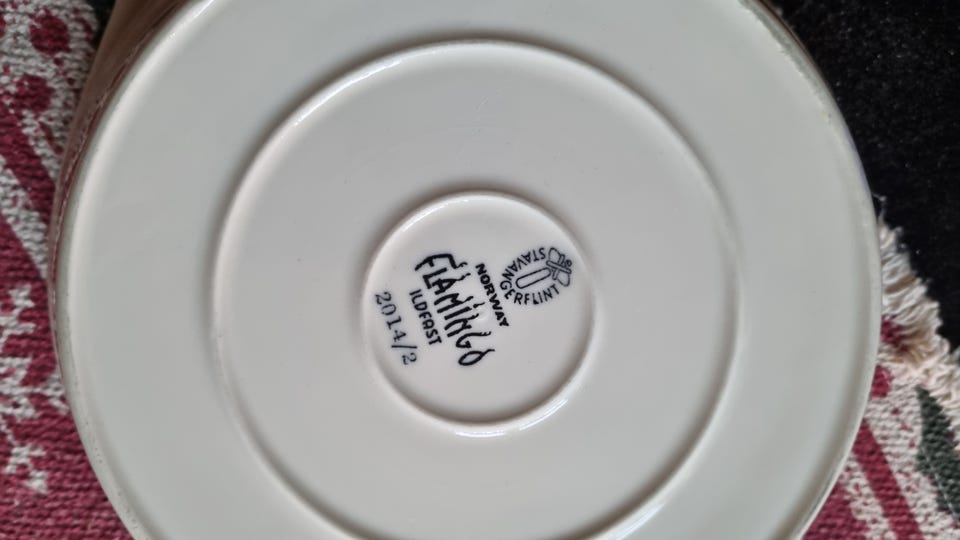 STAVANGERFLINT
NORWAY
FLAMINGO
ILDFAST
2014/2